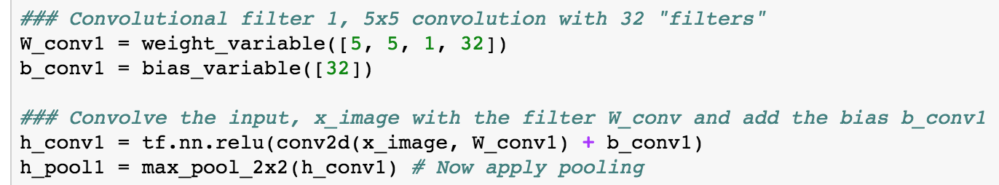 ### Convolutional filter 1, 5x5 convolution with 32 "filters"
W_conv1 = weight_variable([5, 5, 1, 32])
b_conv1 = bias_variable([32])
### Convolve the input, x_image with the filter W_conv and add the bias b_conv1
h_conv1 = tf.nn.relu(conv2d(x_image, W_conv1) + b_conv1)
h_pool1 = max_pool_2x2(h_conv1) # Now apply pooling